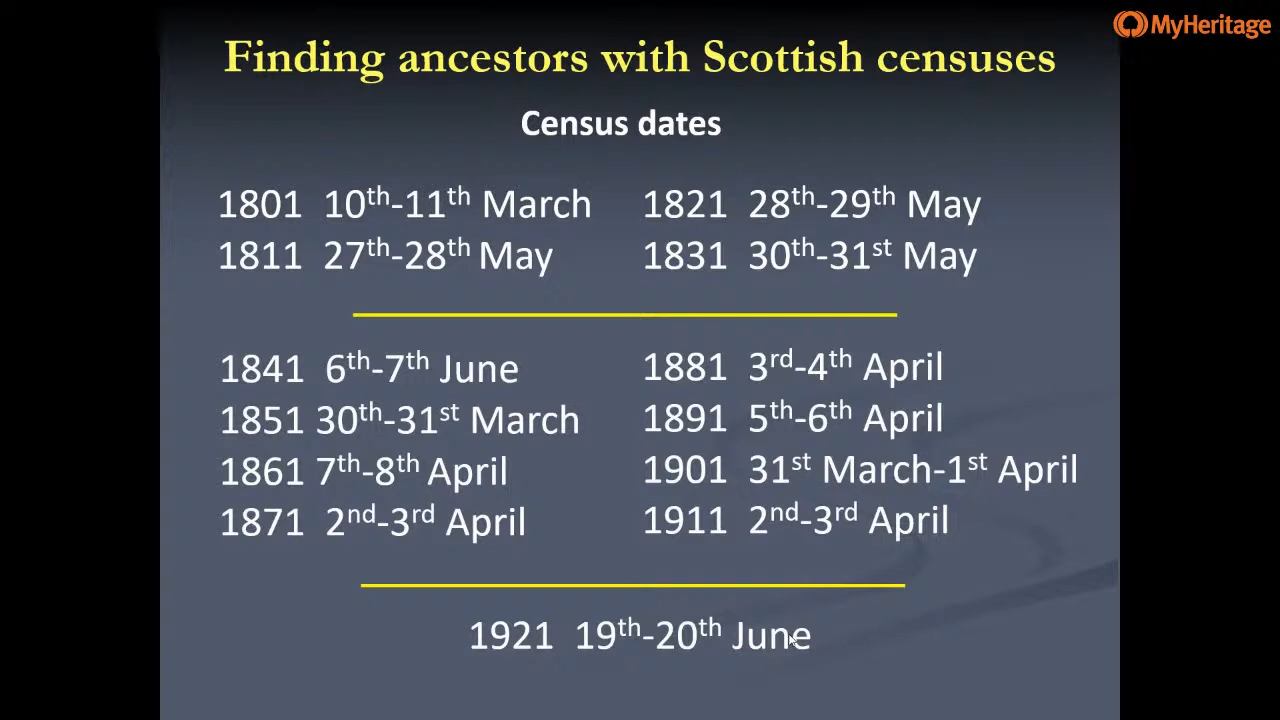 MyHeritage
Finding ancestors with Scottish censuses
Census dates
1801 10th-11th March
1811 27th-28th May
1821 28th-29th May
1831 30th-31st May
1841 6th-7th June
1851 30th-31st March
1861 7th-8th April
1871 2nd-3rd April
1881 3rd-4th April
1891 5th-6th April
1901 31st March-1st April
1911 2nd-3rd April
1921 19th-20th June